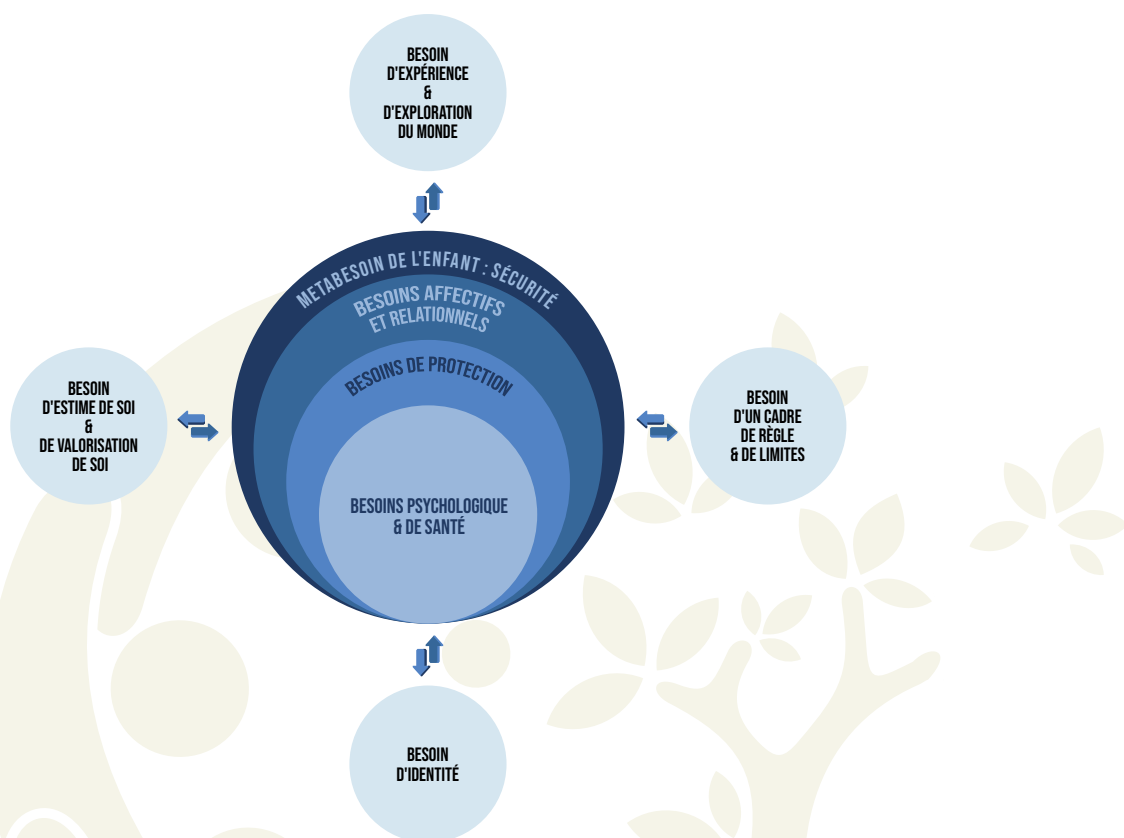 BESOIN
D'EXPÉRIENCE
&
D'EXPLORATION
DU MONDE
METABESOIN DE L'ENFANT : SÉCURITÉ
BESOINS AFFECTIFS
ET RELATIONNELS
BESOINS DE PROTECTION
BESOINS PSYCHOLOGIQUE
& DE SANTÉ
BESOIN
D'ESTIME DE SOI
&
DE VALORISATION
DE SOI
BESOIN
D'UN CADRE
DE RÈGLE
& DE LIMITES
BESOIN
D'IDENTITÉ